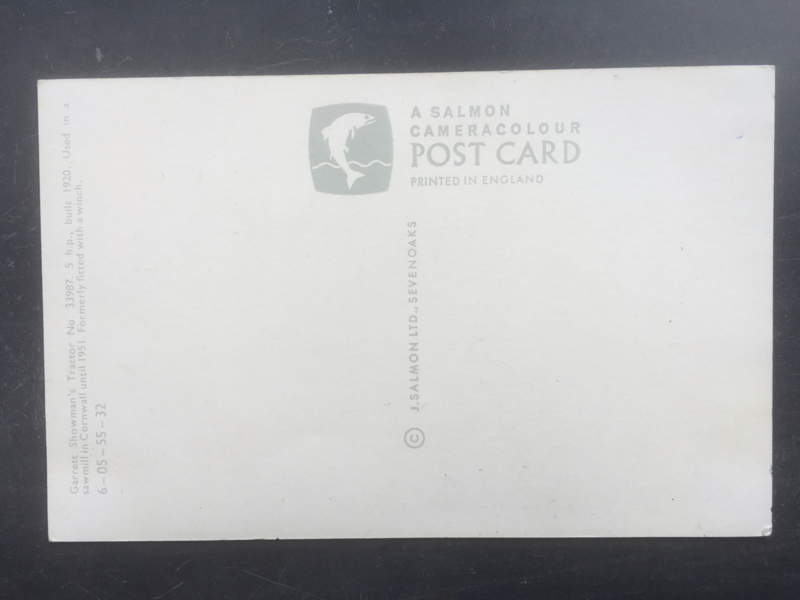 A SALMON
CAMERACOLOUR
POST CARD
PRINTED IN ENGLAND
© J. SALMON LTD., SEVENOAKS
Garrett Showman's Tractor No. 33987. 5 h.p., built 1920. Used in a
sawmill in Cornwall until 1951. Formerly fitted with a winch.
6-05-55-32